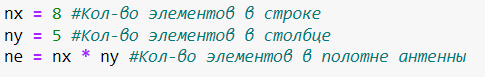 nx = 8 #Кол-во элементов в строке
ny = 5 #Кол-во элементов в столбце
ne = nx * ny #Кол-во элементов в полотне антенны